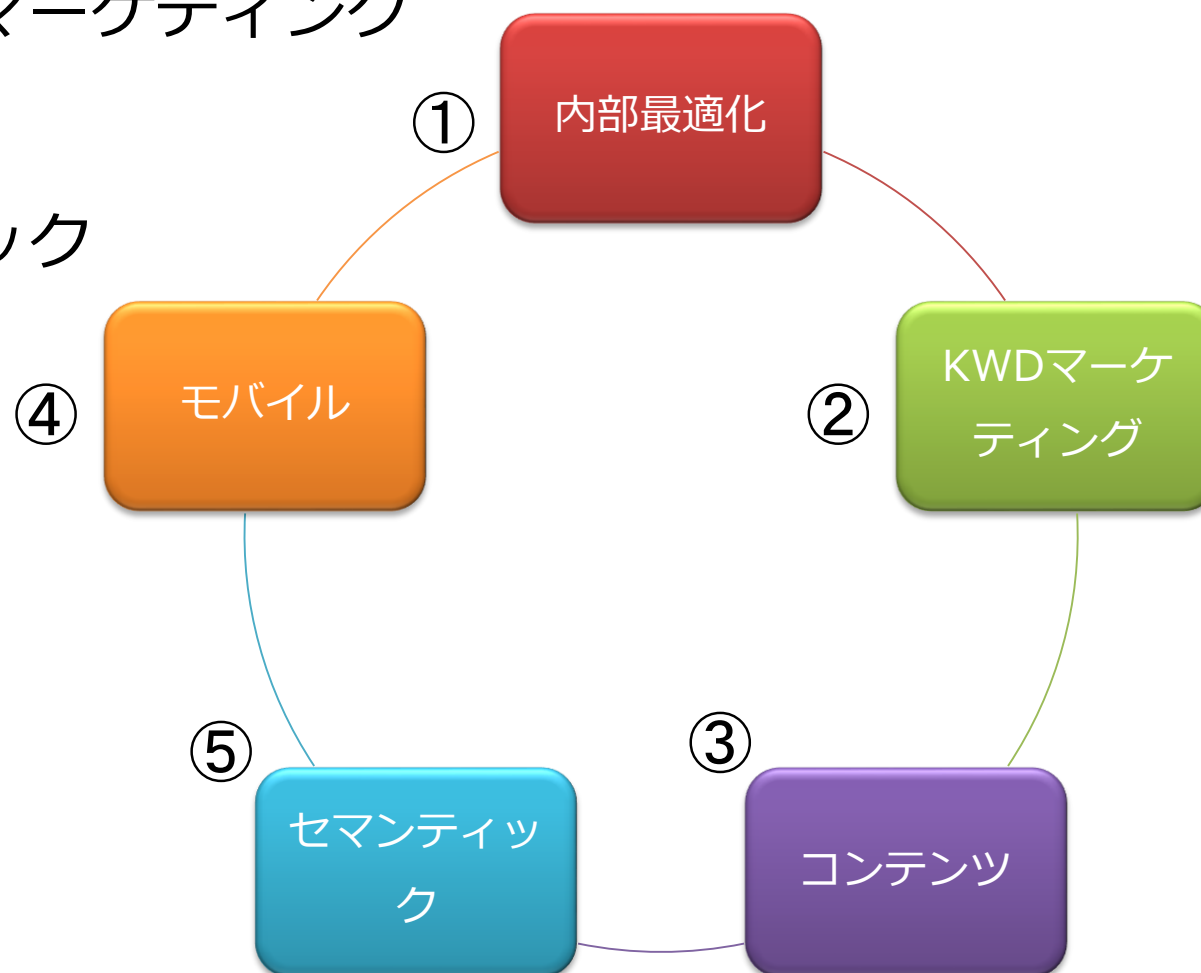 マーケティング
①
内部最適化
ック
④
モバイル
②
KWDマーケ
ティング
⑤
セマンティッ
ク
③
コンテンツ